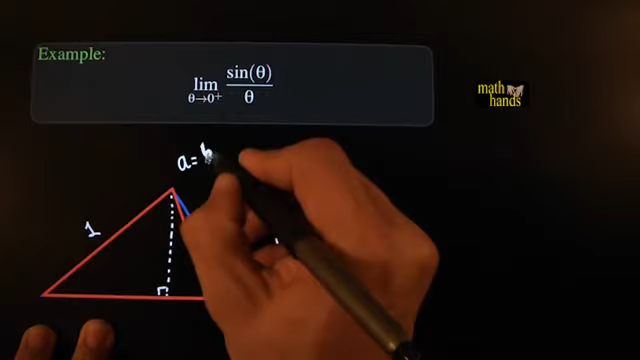 Example:
lim θ→0⁺ sin(θ)/θ
math
hands
a=
1